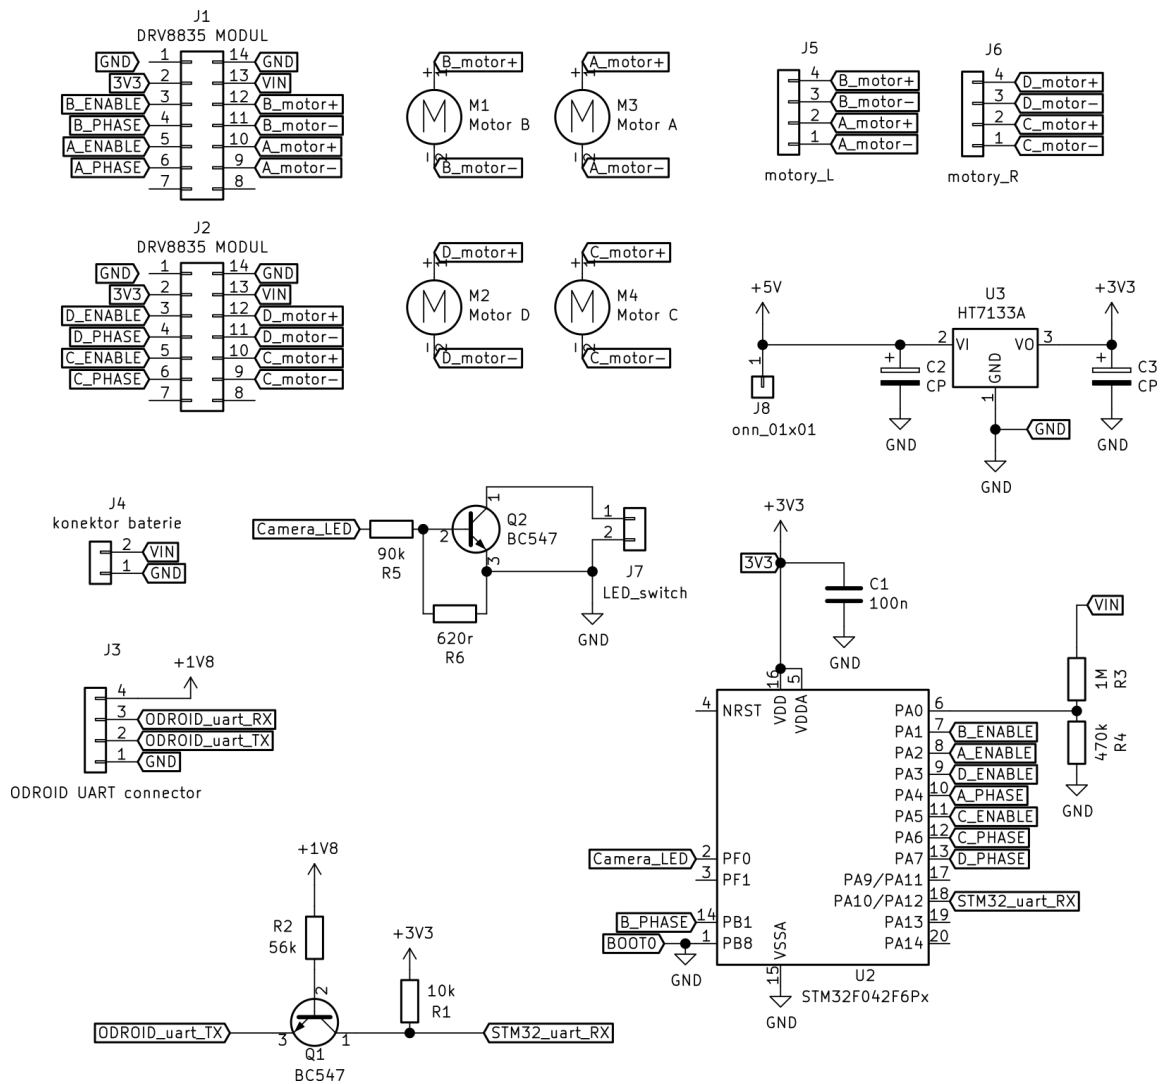 J1
DRV8835 MODUL
GND 1 14 GND
3V3 2 13 VIN
B_ENABLE 3 12 B_motor+
B_PHASE 4 11 B_motor-
A_ENABLE 5 10 A_motor+
A_PHASE 6 9 A_motor-
7 8
B_motor+
+ 1
M
M1
Motor B
- 2
B_motor-
A_motor+
+ 1
M
M3
Motor A
- 2
A_motor-
J5
4 B_motor+
3 B_motor-
2 A_motor+
1 A_motor-
motory_L
J6
4 D_motor+
3 D_motor-
2 C_motor+
1 C_motor-
motory_R
J2
DRV8835 MODUL
GND 1 14 GND
3V3 2 13 VIN
D_ENABLE 3 12 D_motor+
D_PHASE 4 11 D_motor-
C_ENABLE 5 10 C_motor+
C_PHASE 6 9 C_motor-
7 8
D_motor+
+ 1
M
M2
Motor D
- 2
D_motor-
C_motor+
+ 1
M
M4
Motor C
- 2
C_motor-
+5V
1
J8
onn_01x01
U3
HT7133A
2 VI VO 3
GND
1
+
C2
CP
GND
GND
GND
+3V3
+
C3
CP
GND
J4
konektor baterie
2 VIN
1 GND
Camera_LED
90k
R5
2
1
3
Q2
BC547
620r
R6
1
2
J7
LED_switch
GND
+3V3
3V3
C1
100n
GND
VIN
1M
R3
470k
R4
GND
J3
+1V8
4
3 ODROID_uart_RX
2 ODROID_uart_TX
1 GND
ODROID UART connector
16 5
VDD VDDA
4 NRST
PA0 6
PA1 7 B_ENABLE
PA2 8 A_ENABLE
PA3 9 D_ENABLE
PA4 10 A_PHASE
PA5 11 C_ENABLE
PA6 12 C_PHASE
Camera_LED 2 PF0
PA7 13 D_PHASE
3 PF1
PA9/PA11 17
PA10/PA12 18 STM32_uart_RX
B_PHASE 14 PB1
PA13 19
BOOT0 1 PB8
PA14 20
GND
VSSA
15
GND
U2
STM32F042F6Px
+1V8
R2
56k
+3V3
10k
R1
2
ODROID_uart_TX 3 1 STM32_uart_RX
Q1
BC547